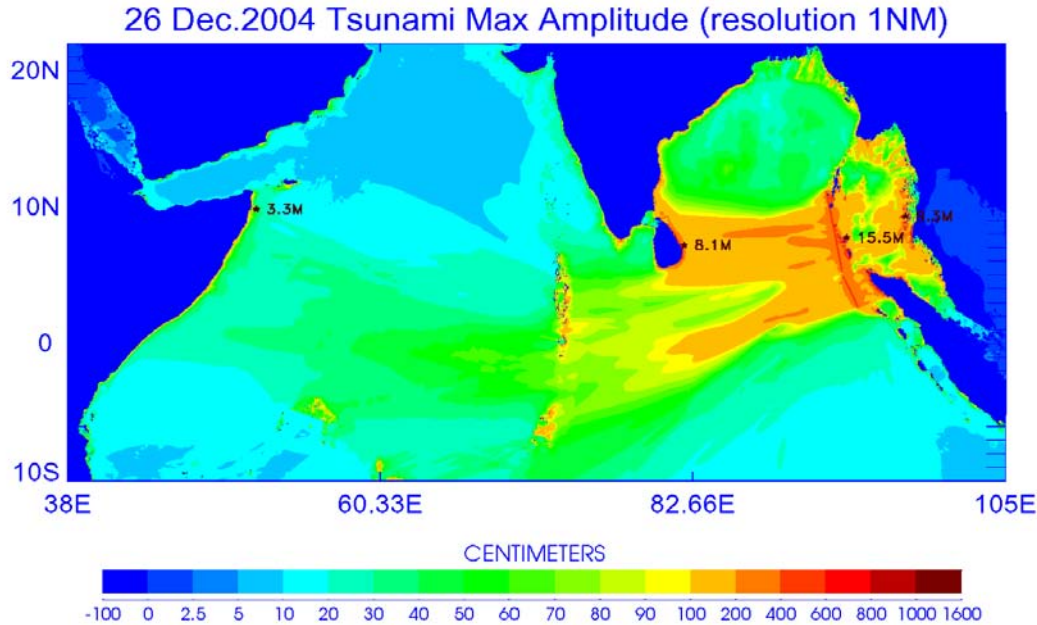 26 Dec.2004 Tsunami Max Amplitude (resolution 1NM)
20N
10N
3.3M
8.1M
15.5M
0
10S
38E 60.33E 82.66E 105E
CENTIMETERS
-100 0 2.5 5 10 20 30 40 50 60 70 80 90 100 200 400 600 800 1000 1600